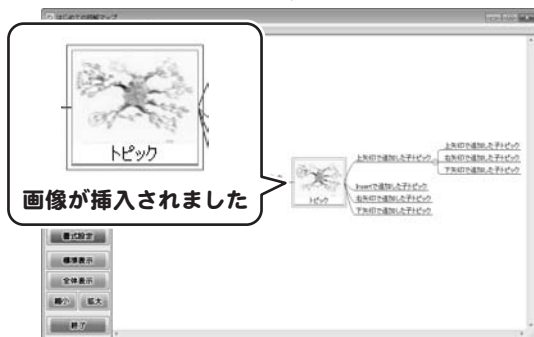 はじめての図解マップ
トピック
画像が挿入されました
トピック
上矢印で追加した子トピック
Insertで追加した子トピック
右矢印で追加した子トピック
下矢印で追加した子トピック
上矢印で追加した子トピック
右矢印で追加した子トピック
下矢印で追加した子トピック
書式設定
標準表示
全体表示
縮小
拡大
終了